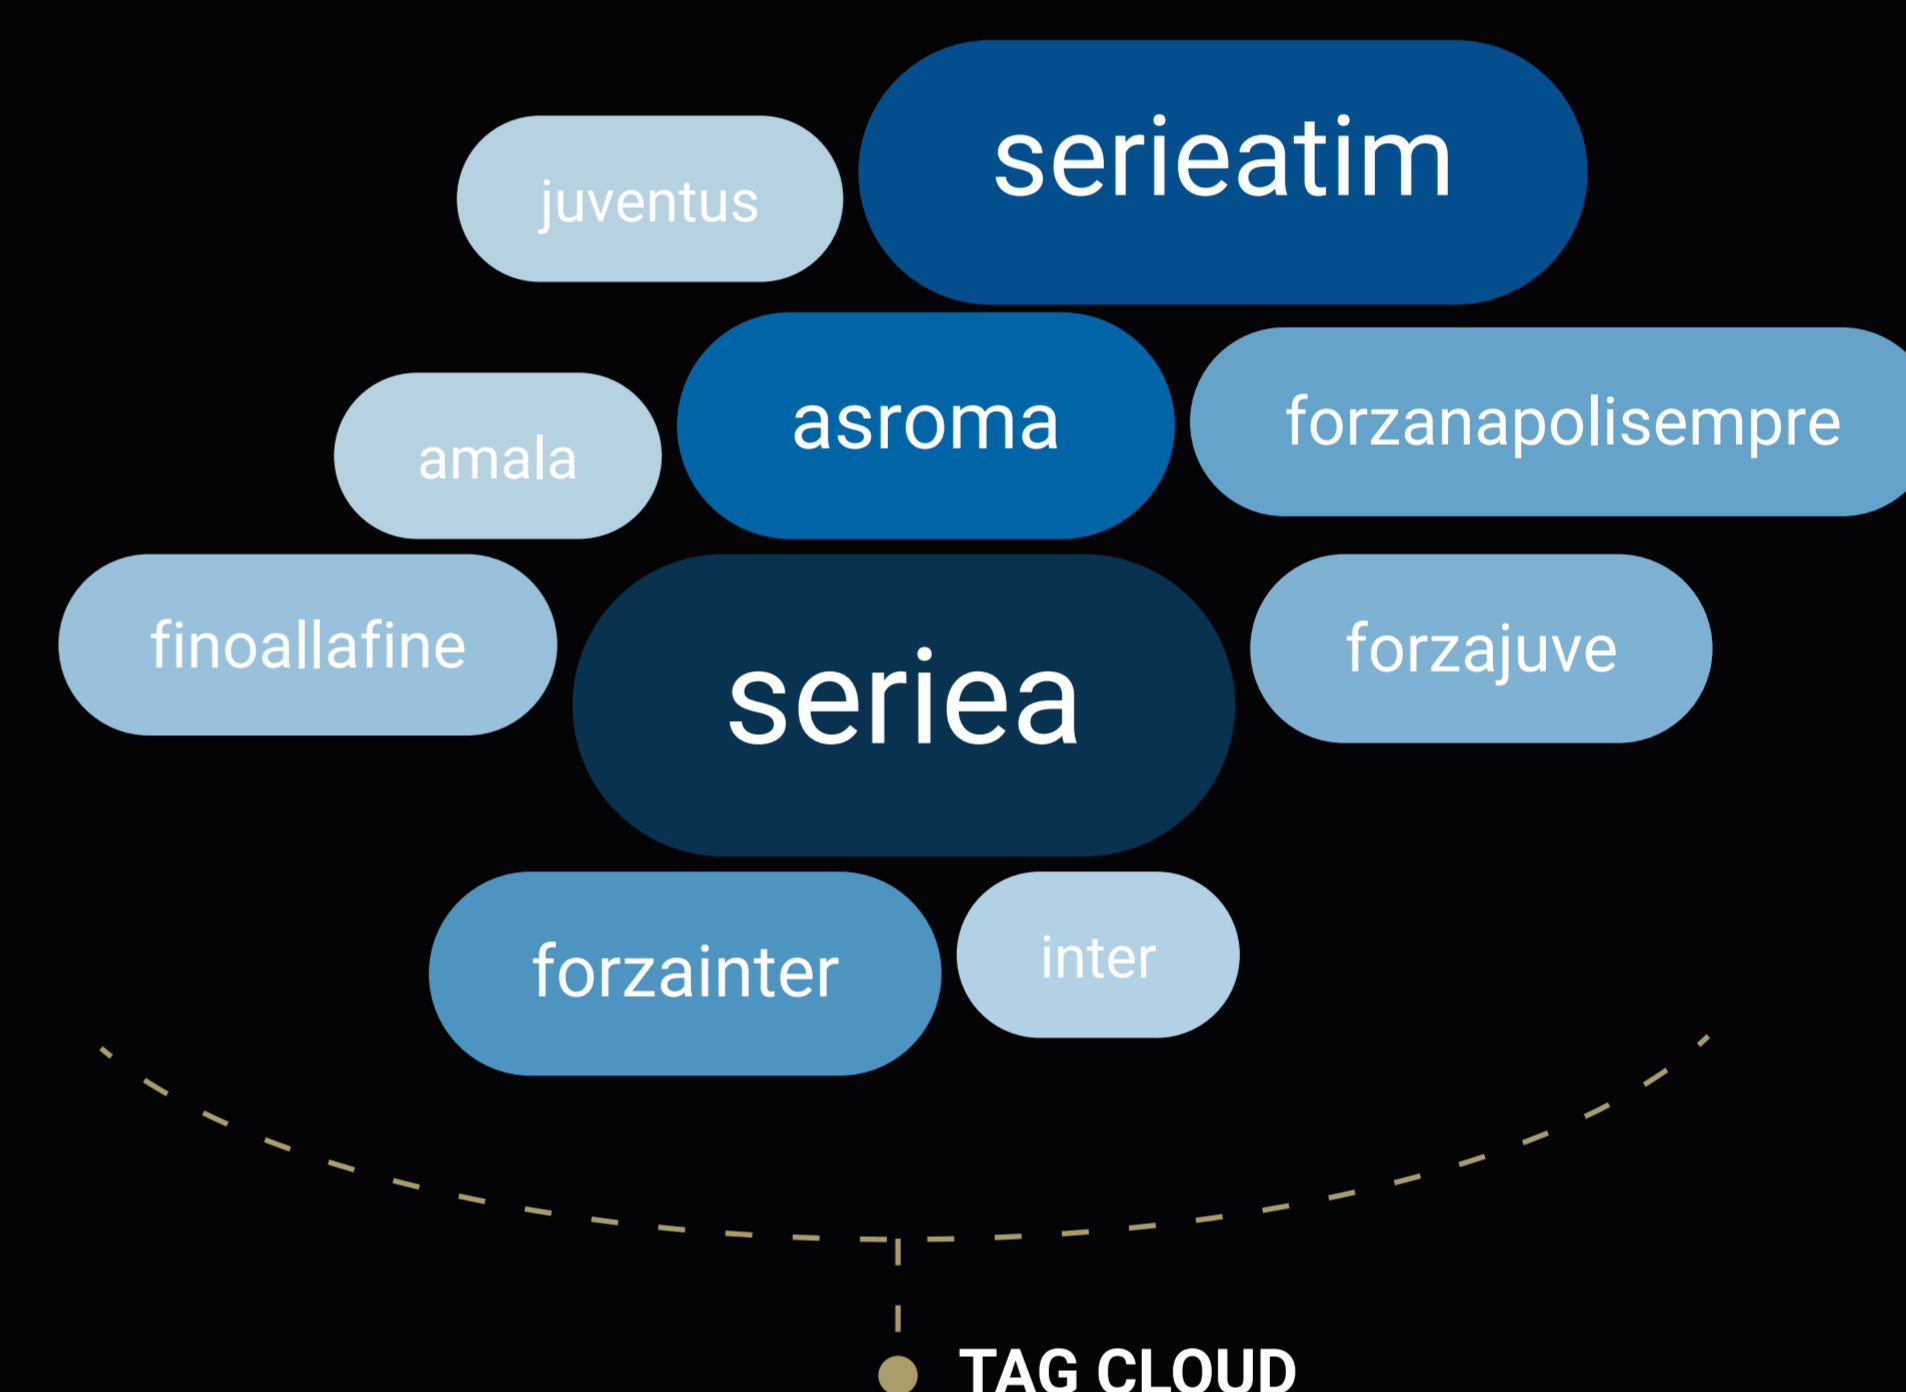 serieatim
juventus
asroma
forzanapolisempre
amala
finoallafine
seriea
forzajuve
forzainter
inter
TAG CLOUD